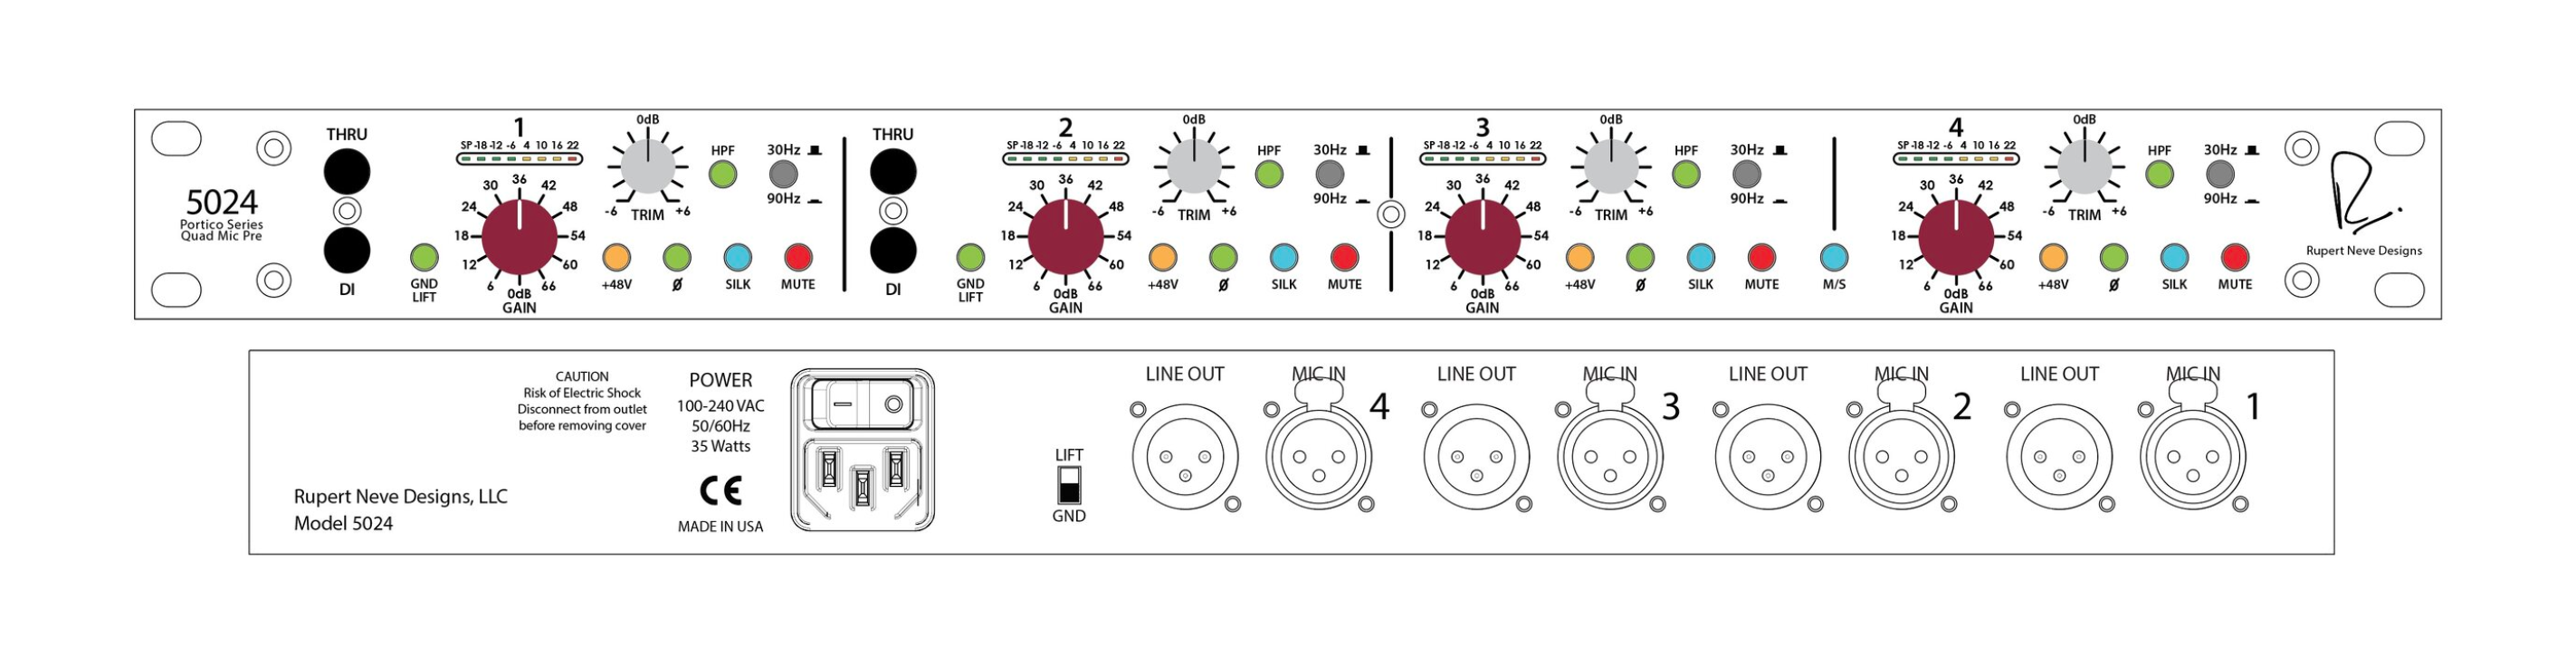 5024
Portico Series
Quad Mic Pre
THRU
DI
GND
LIFT
1
SP -18 -12 -6 4 10 16 22
36
30 42
24 48
18 54
12 60
6 66
0dB
GAIN
0dB
-6 TRIM +6
HPF
30Hz
90Hz
+48V Ø SILK MUTE
THRU
DI
GND
LIFT
2
SP -18 -12 -6 4 10 16 22
36
30 42
24 48
18 54
12 60
6 66
0dB
GAIN
0dB
-6 TRIM +6
HPF
30Hz
90Hz
+48V Ø SILK MUTE
3
SP -18 -12 -6 4 10 16 22
36
30 42
24 48
18 54
12 60
6 66
0dB
GAIN
0dB
-6 TRIM +6
HPF
30Hz
90Hz
+48V Ø SILK MUTE
M/S
4
SP -18 -12 -6 4 10 16 22
36
30 42
24 48
18 54
12 60
6 66
0dB
GAIN
0dB
-6 TRIM +6
HPF
30Hz
90Hz
+48V Ø SILK MUTE
R.
Rupert Neve Designs
Rupert Neve Designs, LLC
Model 5024
CAUTION
Risk of Electric Shock
Disconnect from outlet
before removing cover
POWER
100-240 VAC
50/60Hz
35 Watts
CE
MADE IN USA
LIFT
GND
LINE OUT MIC IN 4
LINE OUT MIC IN 3
LINE OUT MIC IN 2
LINE OUT MIC IN 1